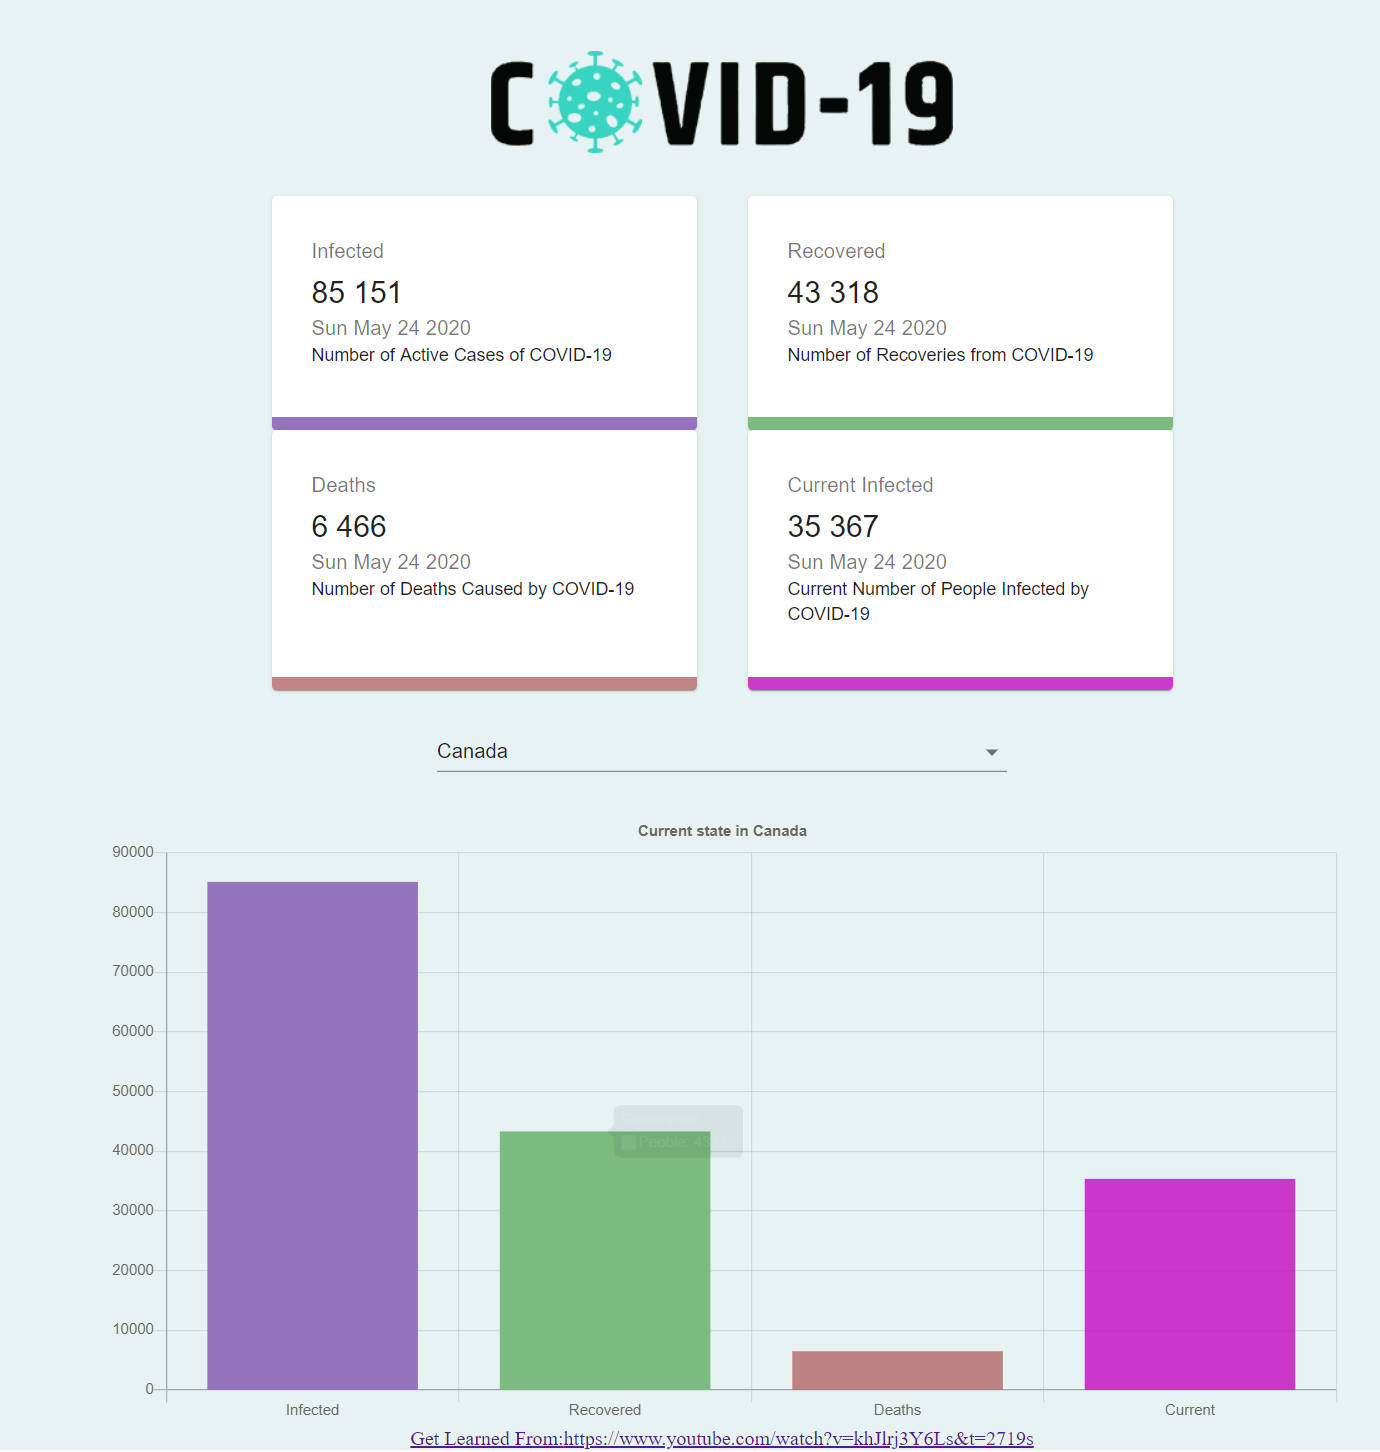 COVID-19
Infected
85 151
Sun May 24 2020
Number of Active Cases of COVID-19
Recovered
43 318
Sun May 24 2020
Number of Recoveries from COVID-19
Deaths
6 466
Sun May 24 2020
Number of Deaths Caused by COVID-19
Current Infected
35 367
Sun May 24 2020
Current Number of People Infected by
COVID-19
Canada
Current state in Canada
90000
80000
70000
60000
50000
40000
30000
20000
10000
0
Infected
Recovered
Deaths
Current
Get Learned From:https://www.youtube.com/watch?v=khJlrj3Y6Ls&t=2719s